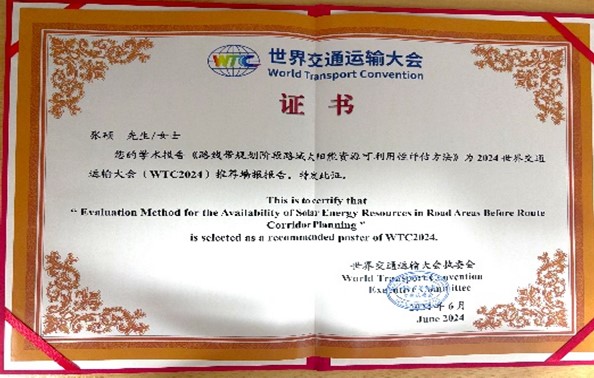 WTC
世界交通运输大会
World Transport Convention
证书
张硕 先生/女士
您的学术报告《路线带规划阶段路域太阳能资源可利用性评估方法》为2024世界交通
运输大会（WTC2024）推荐墙报报告。特发此证。
This is to certify that
“ Evaluation Method for the Availability of Solar Energy Resources in Road Areas Before Route
Corridor Planning ”
is selected as a recommended poster of WTC2024.
世界交通运输大会执委会
World Transport Convention
Executive Committee
2024 年 6月
June 2024